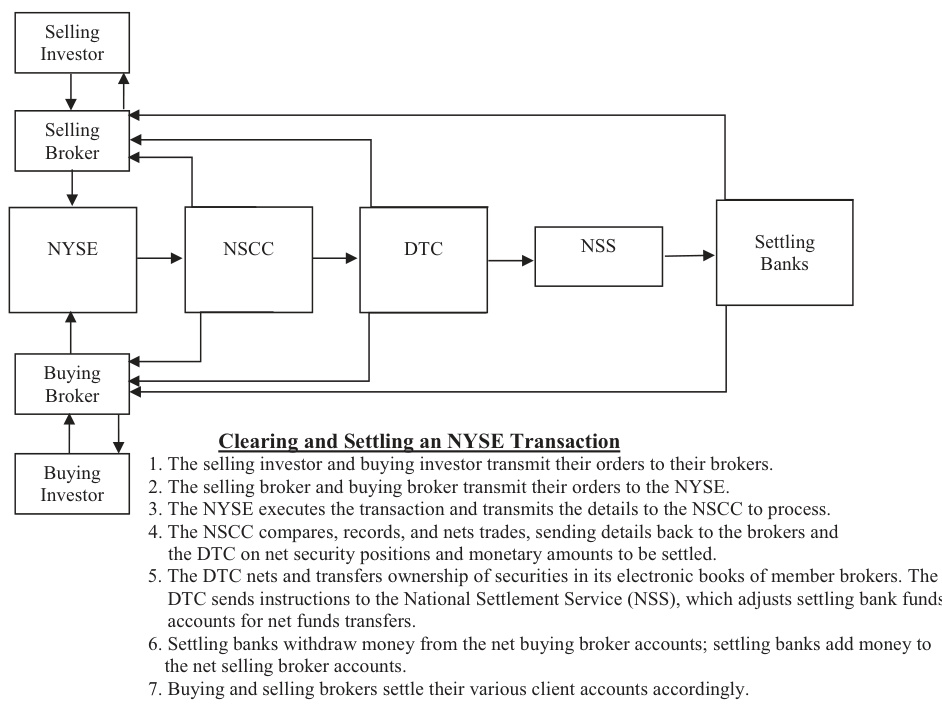 Selling
Investor
Selling
Broker
NYSE
NSCC
DTC
NSS
Settling
Banks
Buying
Broker
Buying
Investor
Clearing and Settling an NYSE Transaction
1. The selling investor and buying investor transmit their orders to their brokers.
2. The selling broker and buying broker transmit their orders to the NYSE.
3. The NYSE executes the transaction and transmits the details to the NSCC to process.
4. The NSCC compares, records, and nets trades, sending details back to the brokers and
the DTC on net security positions and monetary amounts to be settled.
5. The DTC nets and transfers ownership of securities in its electronic books of member brokers. The
DTC sends instructions to the National Settlement Service (NSS), which adjusts settling bank funds
accounts for net funds transfers.
6. Settling banks withdraw money from the net buying broker accounts; settling banks add money to
the net selling broker accounts.
7. Buying and selling brokers settle their various client accounts accordingly.